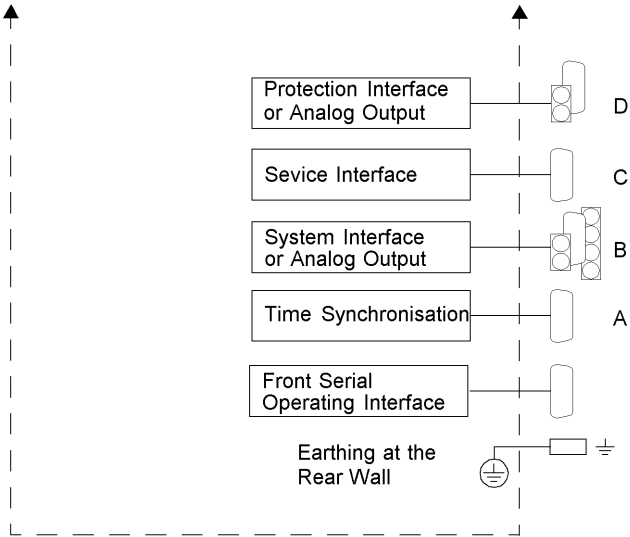 Protection Interface
or Analog Output
D
Sevice Interface
C
System Interface
or Analog Output
B
Time Synchronisation
A
Front Serial
Operating Interface
Earthing at the
Rear Wall